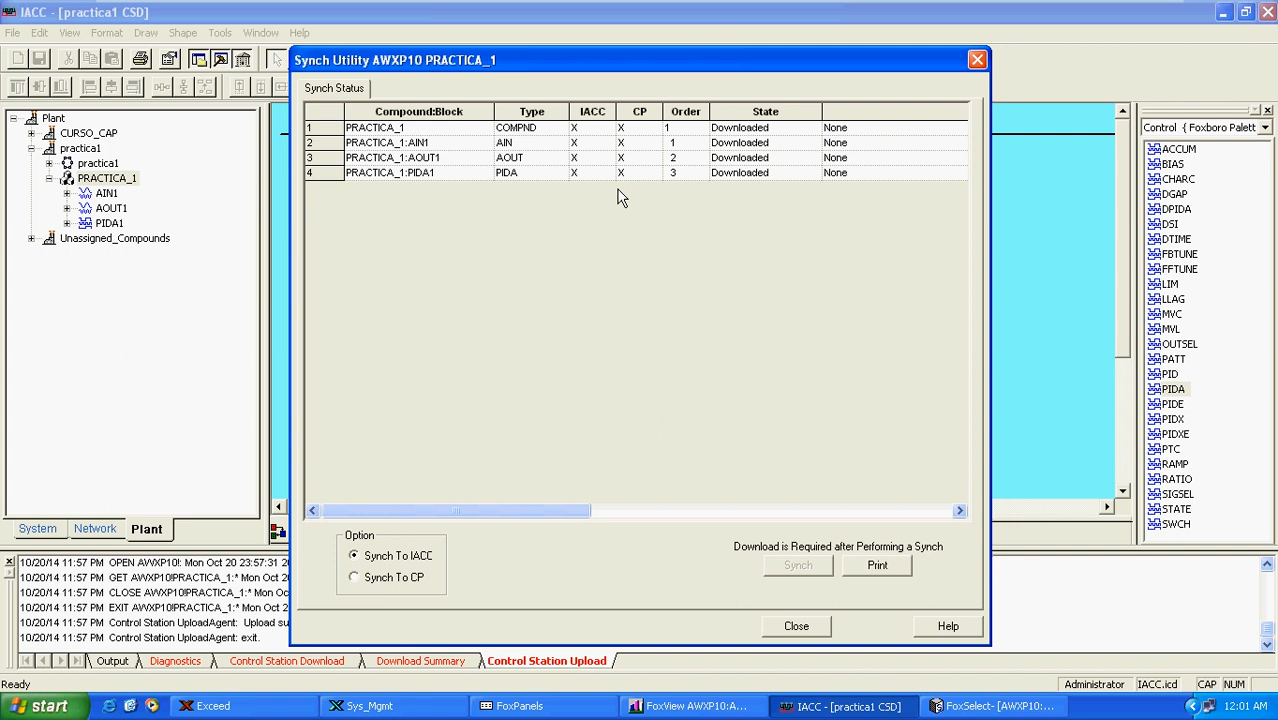 IACC - [practica1 CSD]
File Edit View Format Draw Shape Tools Window Help
Synch Utility AWXP10 PRACTICA_1
Synch Status
Compound:Block Type IACC CP Order State
1 PRACTICA_1 COMPND X X 1 Downloaded None
2 PRACTICA_1:AIN1 AIN X X 1 Downloaded None
3 PRACTICA_1:AOUT1 AOUT X X 2 Downloaded None
4 PRACTICA_1:PIDA1 PIDA X X 3 Downloaded None
Option
Synch To IACC
Synch To CP
Download is Required after Performing a Synch
Synch Print
Close Help
Plant
CURSO_CAP
practica1
practica1
PRACTICA_1
AIN1
AOUT1
PIDA1
Unassigned_Compounds
System Network Plant
Control { Foxboro Palett
ACCUM
BIAS
CHARC
DGAP
DPIDA
DSI
DTIME
FBTUNE
FFTUNE
LIM
LLAG
MVC
MVL
OUTSEL
PATT
PID
PIDA
PIDE
PIDX
PIDXE
PTC
RAMP
RATIO
SIGSEL
STATE
SWCH
10/20/14 11:57 PM OPEN AWXP10!: Mon Oct 20 23:57:31
10/20/14 11:57 PM GET AWXP10!PRACTICA_1:* Mon Oct
10/20/14 11:57 PM CLOSE AWXP10!PRACTICA_1:* Mon Oc
10/20/14 11:57 PM EXIT AWXP10!PRACTICA_1:* Mon Oct
10/20/14 11:57 PM Control Station UploadAgent: Upload su
10/20/14 11:57 PM Control Station UploadAgent: exit.
Output Diagnostics Control Station Download Download Summary Control Station Upload
Ready Administrator IACC.icd CAP NUM
start Exceed Sys_Mgmt FoxPanels FoxView AWXP10:A... IACC - [practica1 CSD] FoxSelect- [AWXP10:... 12:01 AM